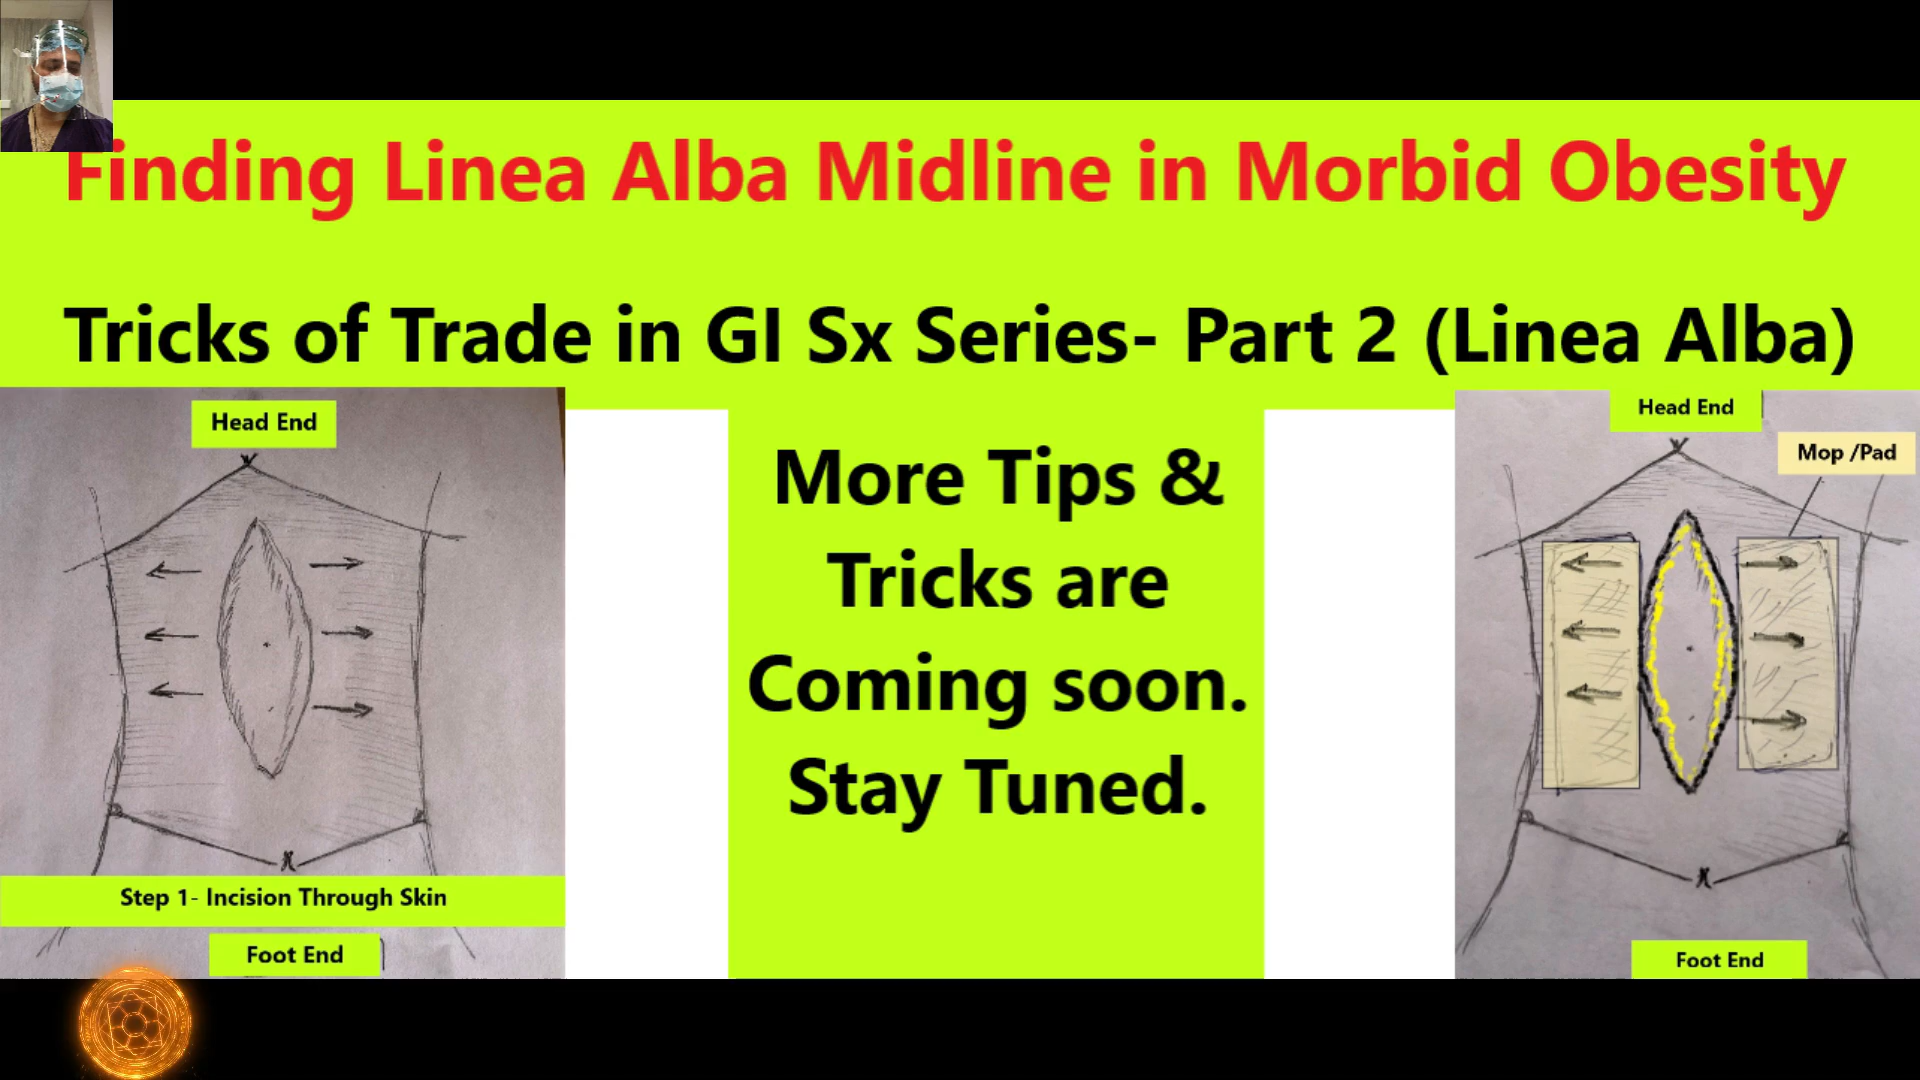 Finding Linea Alba Midline in Morbid Obesity
Tricks of Trade in GI Sx Series- Part 2 (Linea Alba)
Head End
Step 1- Incision Through Skin
Foot End
More Tips &
Tricks are
Coming soon.
Stay Tuned.
Head End
Mop /Pad
Foot End